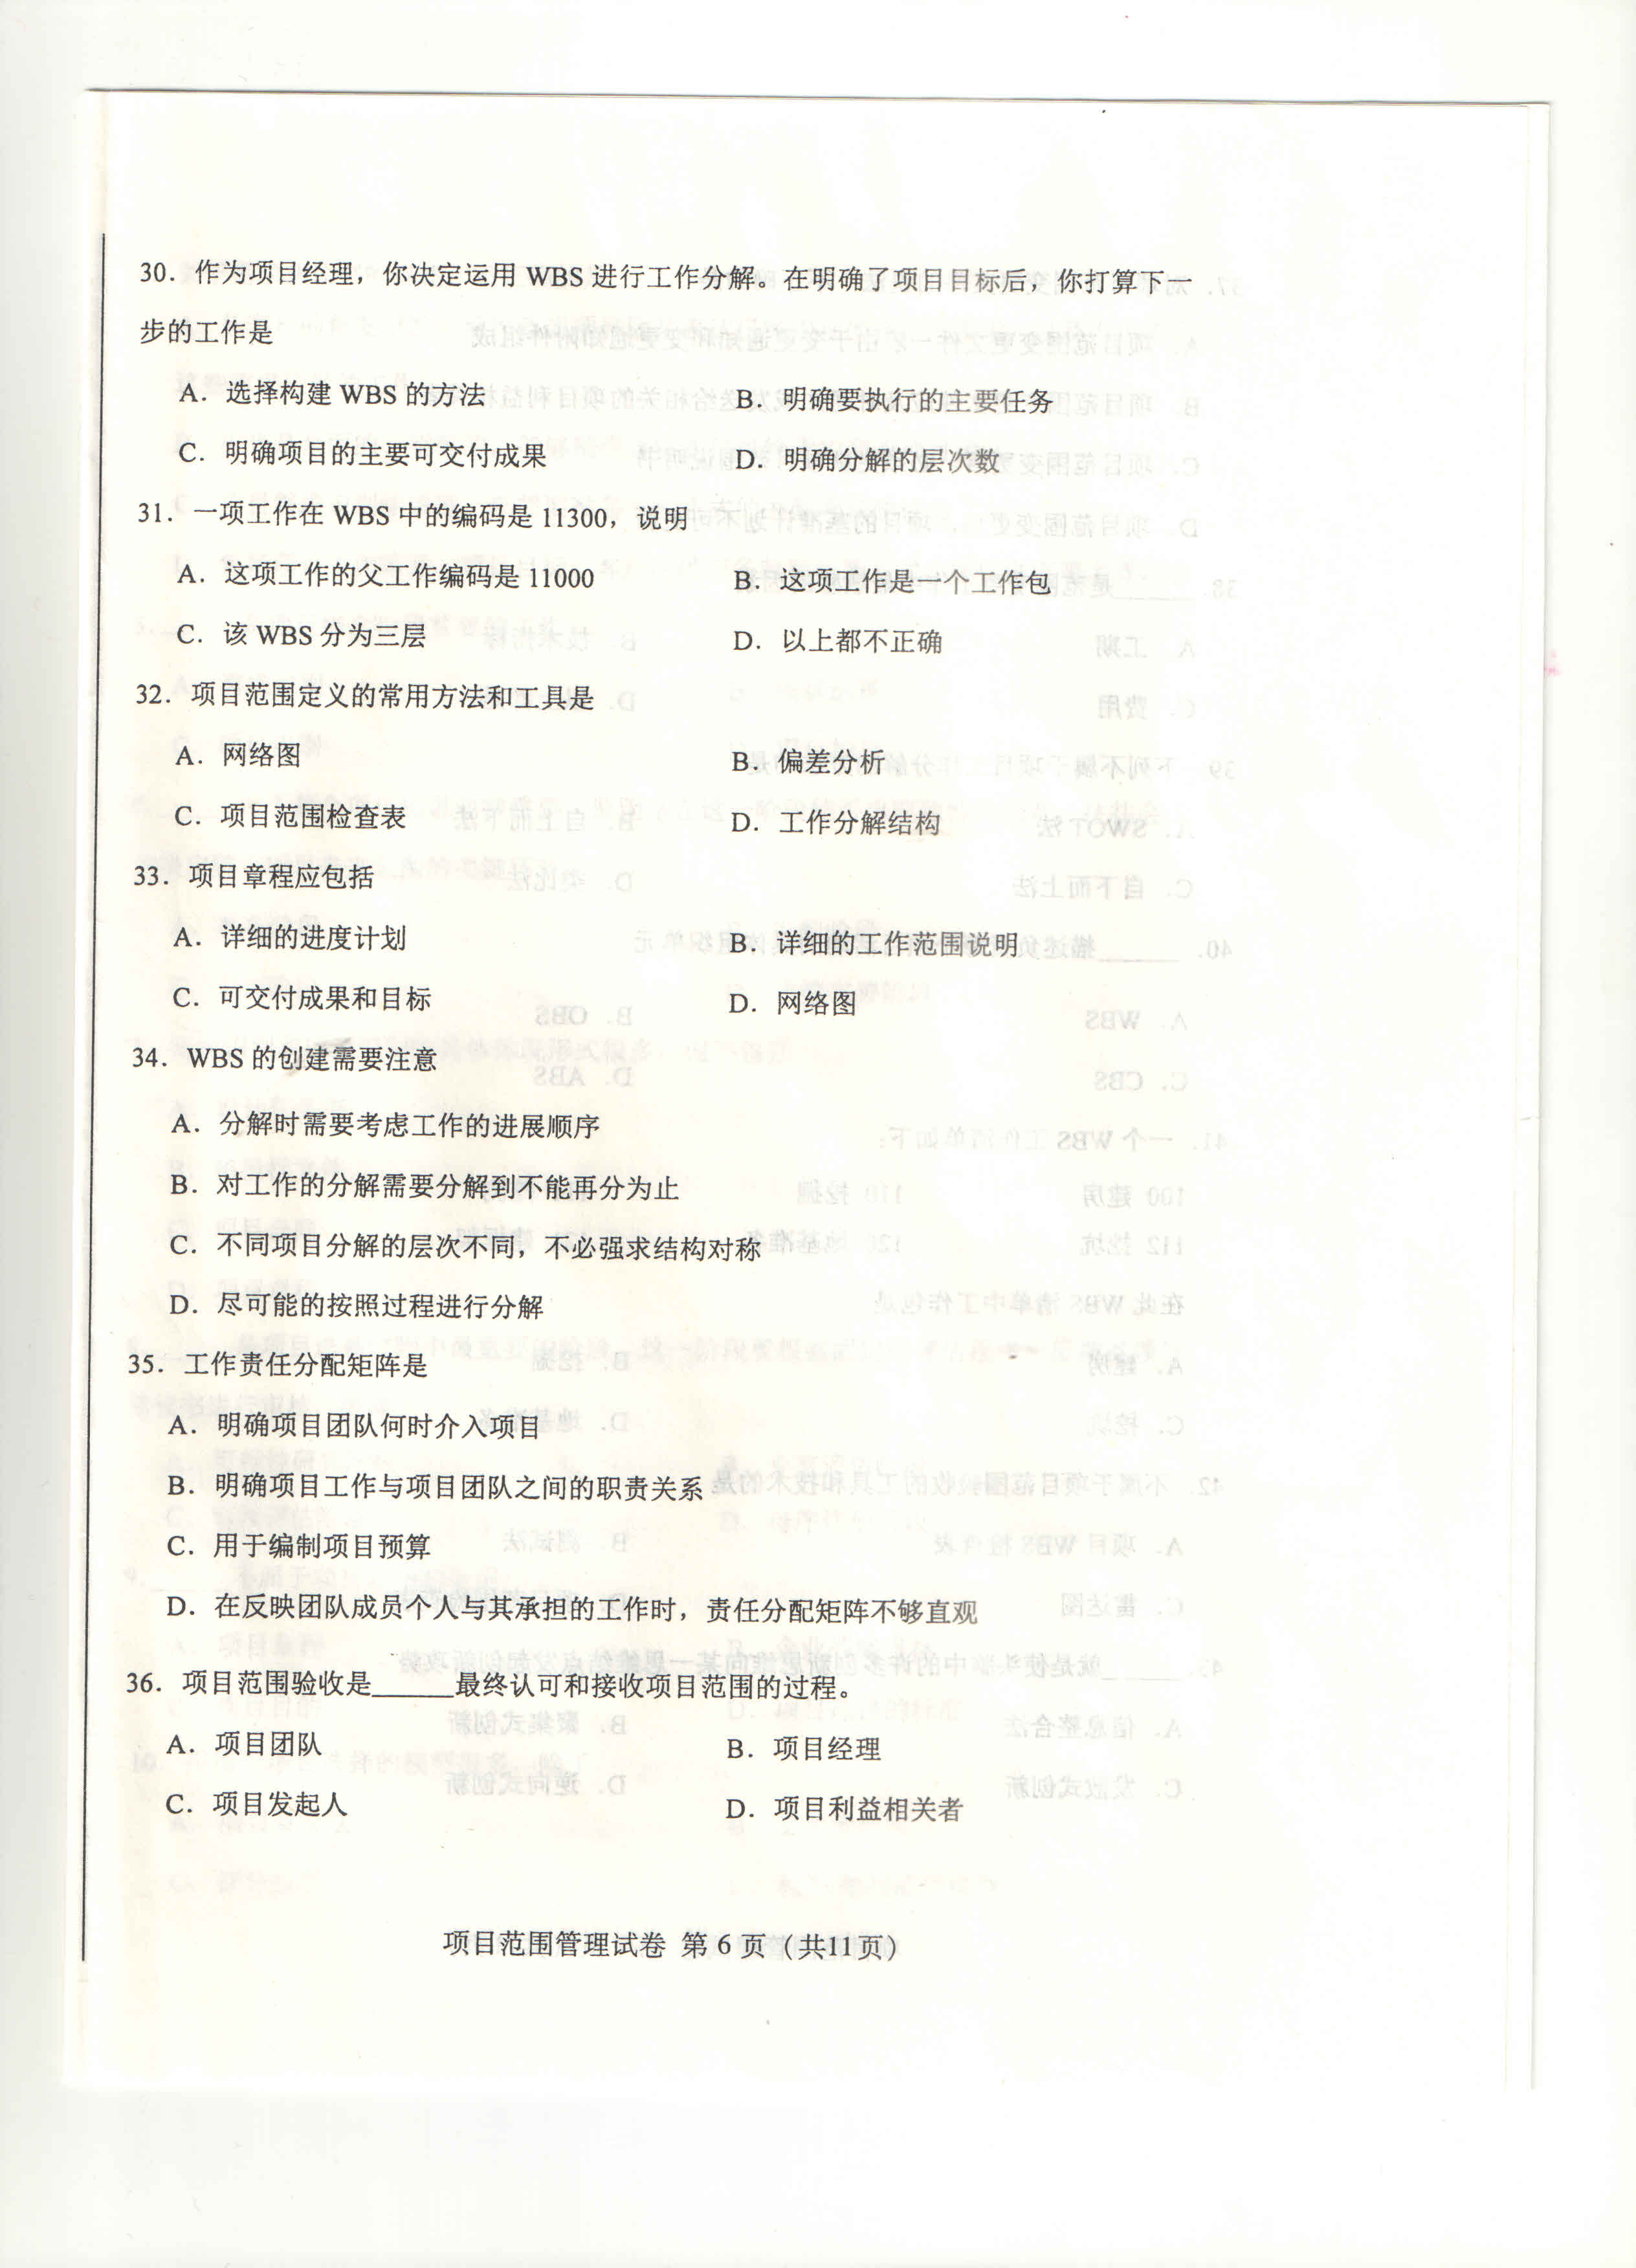 30．作为项目经理，你决定运用 WBS 进行工作分解。在明确了项目目标后，你打算下一
步的工作是
A．选择构建 WBS 的方法 B．明确要执行的主要任务
C．明确项目的主要可交付成果 D．明确分解的层次数
31．一项工作在 WBS 中的编码是 11300，说明
A．这项工作的父工作编码是 11000 B．这项工作是一个工作包
C．该 WBS 分为三层 D．以上都不正确
32．项目范围定义的常用方法和工具是
A．网络图 B．偏差分析
C．项目范围检查表 D．工作分解结构
33．项目章程应包括
A．详细的进度计划 B．详细的工作范围说明
C．可交付成果和目标 D．网络图
34．WBS 的创建需要注意
A．分解时需要考虑工作的进展顺序
B．对工作的分解需要分解到不能再分为止
C．不同项目分解的层次不同，不必强求结构对称
D．尽可能的按照过程进行分解
35．工作责任分配矩阵是
A．明确项目团队何时介入项目
B．明确项目工作与项目团队之间的职责关系
C．用于编制项目预算
D．在反映团队成员个人与其承担的工作时，责任分配矩阵不够直观
36．项目范围验收是______最终认可和接收项目范围的过程。
A．项目团队 B．项目经理
C．项目发起人 D．项目利益相关者
项目范围管理试卷 第 6 页（共11页）